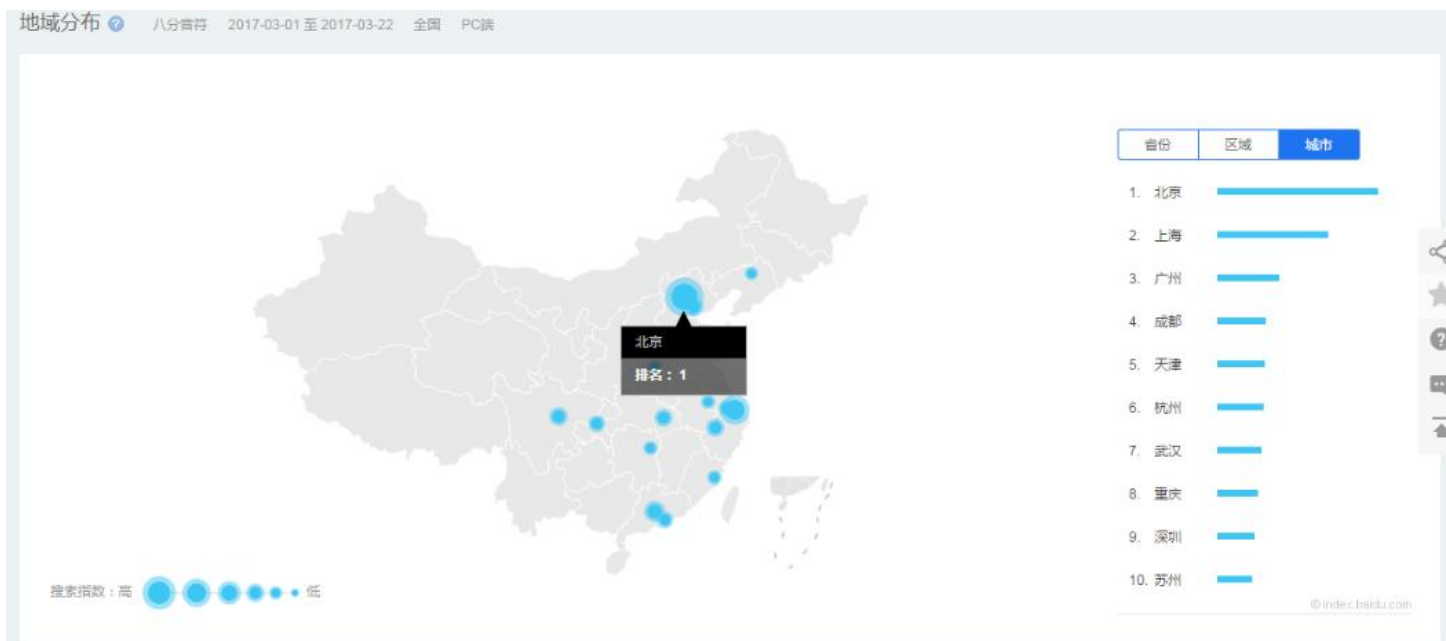 地域分布 ? 八分音符 2017-03-01 至 2017-03-22 全国 PC端
省份 区域 城市
1. 北京
2. 上海
3. 广州
4. 成都
5. 天津
6. 杭州
7. 武汉
8. 重庆
9. 深圳
10. 苏州
北京
排名：1
搜索指数：高 低
©index.baidu.com